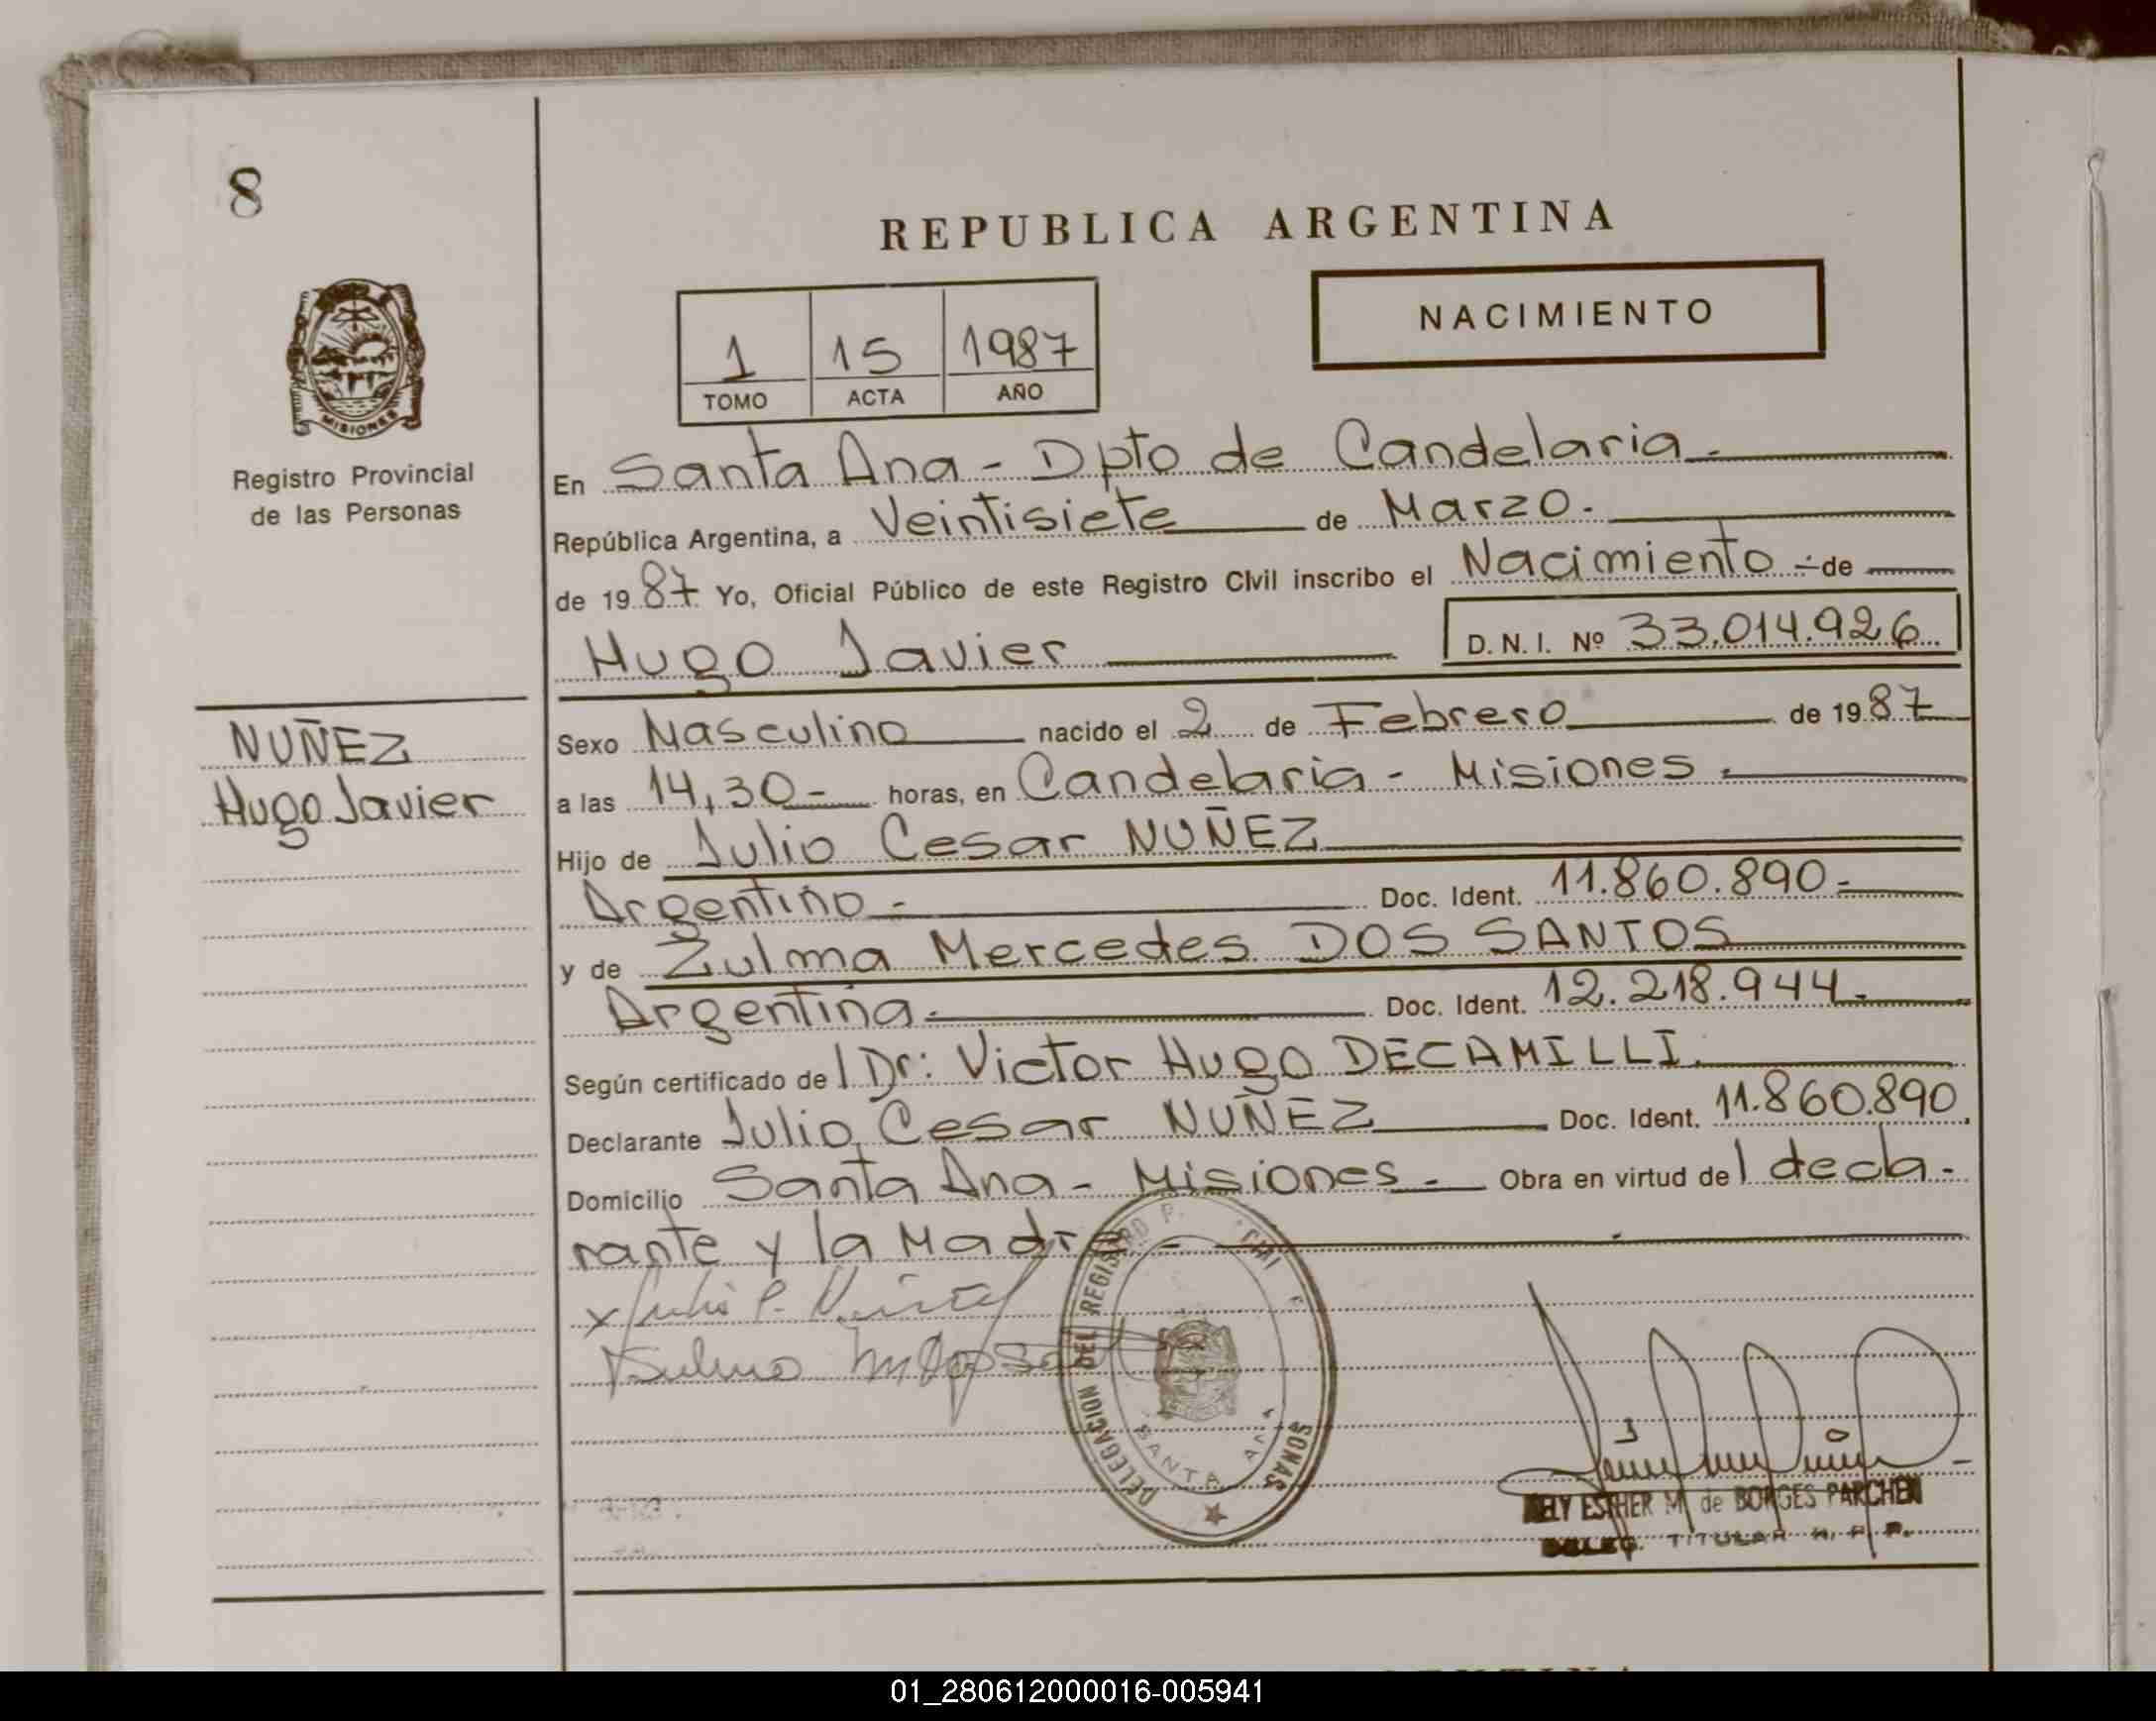 8
REPUBLICA ARGENTINA
NACIMIENTO
1 15 1987
TOMO ACTA AÑO
MISIONES
Registro Provincial
de las Personas
En Santa Ana - Dpto de Candelaria.-
República Argentina, a Veintisiete de Marzo.-
de 1987 Yo, Oficial Público de este Registro Civil inscribo el Nacimiento.- de
Hugo Javier D.N.I. Nº 33.014.926
NUÑEZ
Hugo Javier
Sexo Masculino nacido el 2 de Febrero de 1987
a las 14,30- horas, en Candelaria - Misiones.-
Hijo de Julio Cesar NUÑEZ
Argentino.- Doc. Ident. 11.860.890-
y de Zulma Mercedes DOS SANTOS
Argentina.- Doc. Ident. 12.218.944.-
Según certificado del Dr: Victor Hugo DECAMILLI.
Declarante Julio Cesar NUÑEZ Doc. Ident. 11.860.890
Domicilio Santa Ana - Misiones.- Obra en virtud del decla-
rante y la Madre
DELEGACION DEL REGISTRO
SANTA ANA
ESTHER M. de BORGES PARCHEN
TITULAR
01_280612000016-005941